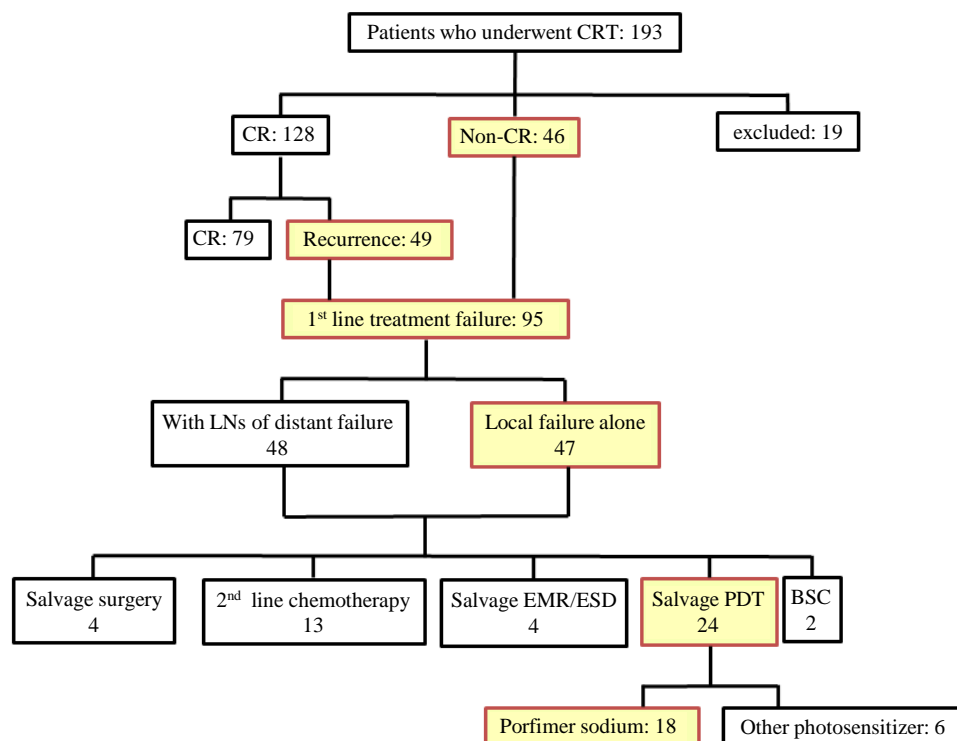 Patients who underwent CRT: 193
CR: 128
Non-CR: 46
excluded: 19
CR: 79
Recurrence: 49
1st line treatment failure: 95
With LNs of distant failure
48
Local failure alone
47
Salvage surgery
4
2nd line chemotherapy
13
Salvage EMR/ESD
4
Salvage PDT
24
BSC
2
Porfimer sodium: 18
Other photosensitizer: 6